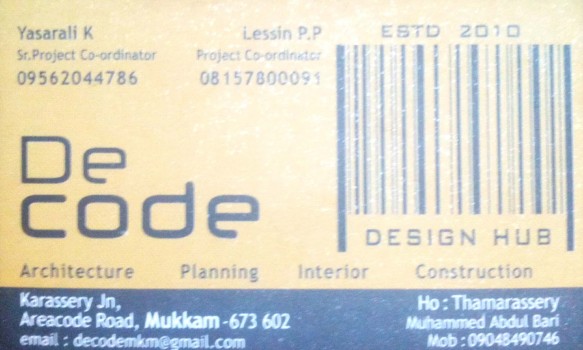 Yasarali K
Sr.Project Co-ordinator
09562044786
Lessin P.P
Project Co-ordinator
08157800091
ESTD 2010
De
code
DESIGN HUB
Architecture Planning Interior Construction
Karassery Jn,
Areacode Road, Mukkam-673 602
email : decodemkm@gmail.com
Ho : Thamarassery
Muhammed Abdul Bari
Mob : 09048490746